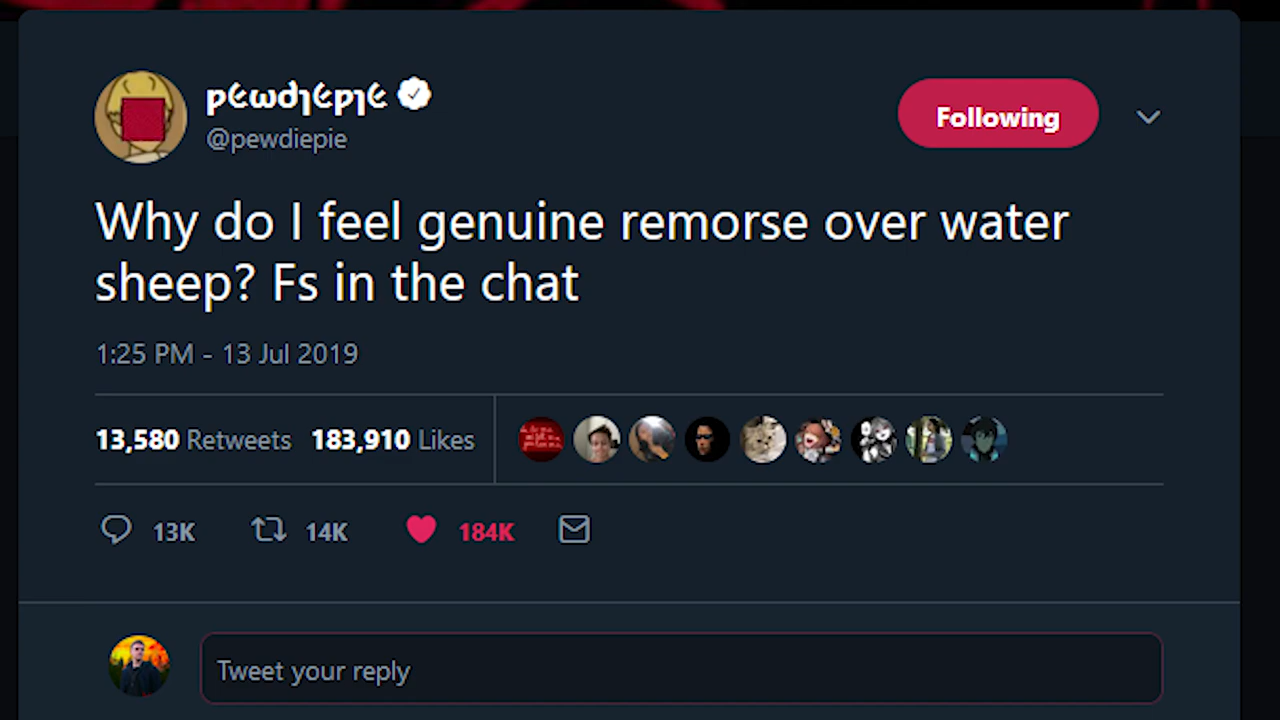 pewdiepie
@pewdiepie
Following
Why do I feel genuine remorse over water
sheep? Fs in the chat
1:25 PM - 13 Jul 2019
13,580 Retweets 183,910 Likes
13K 14K 184K
Tweet your reply